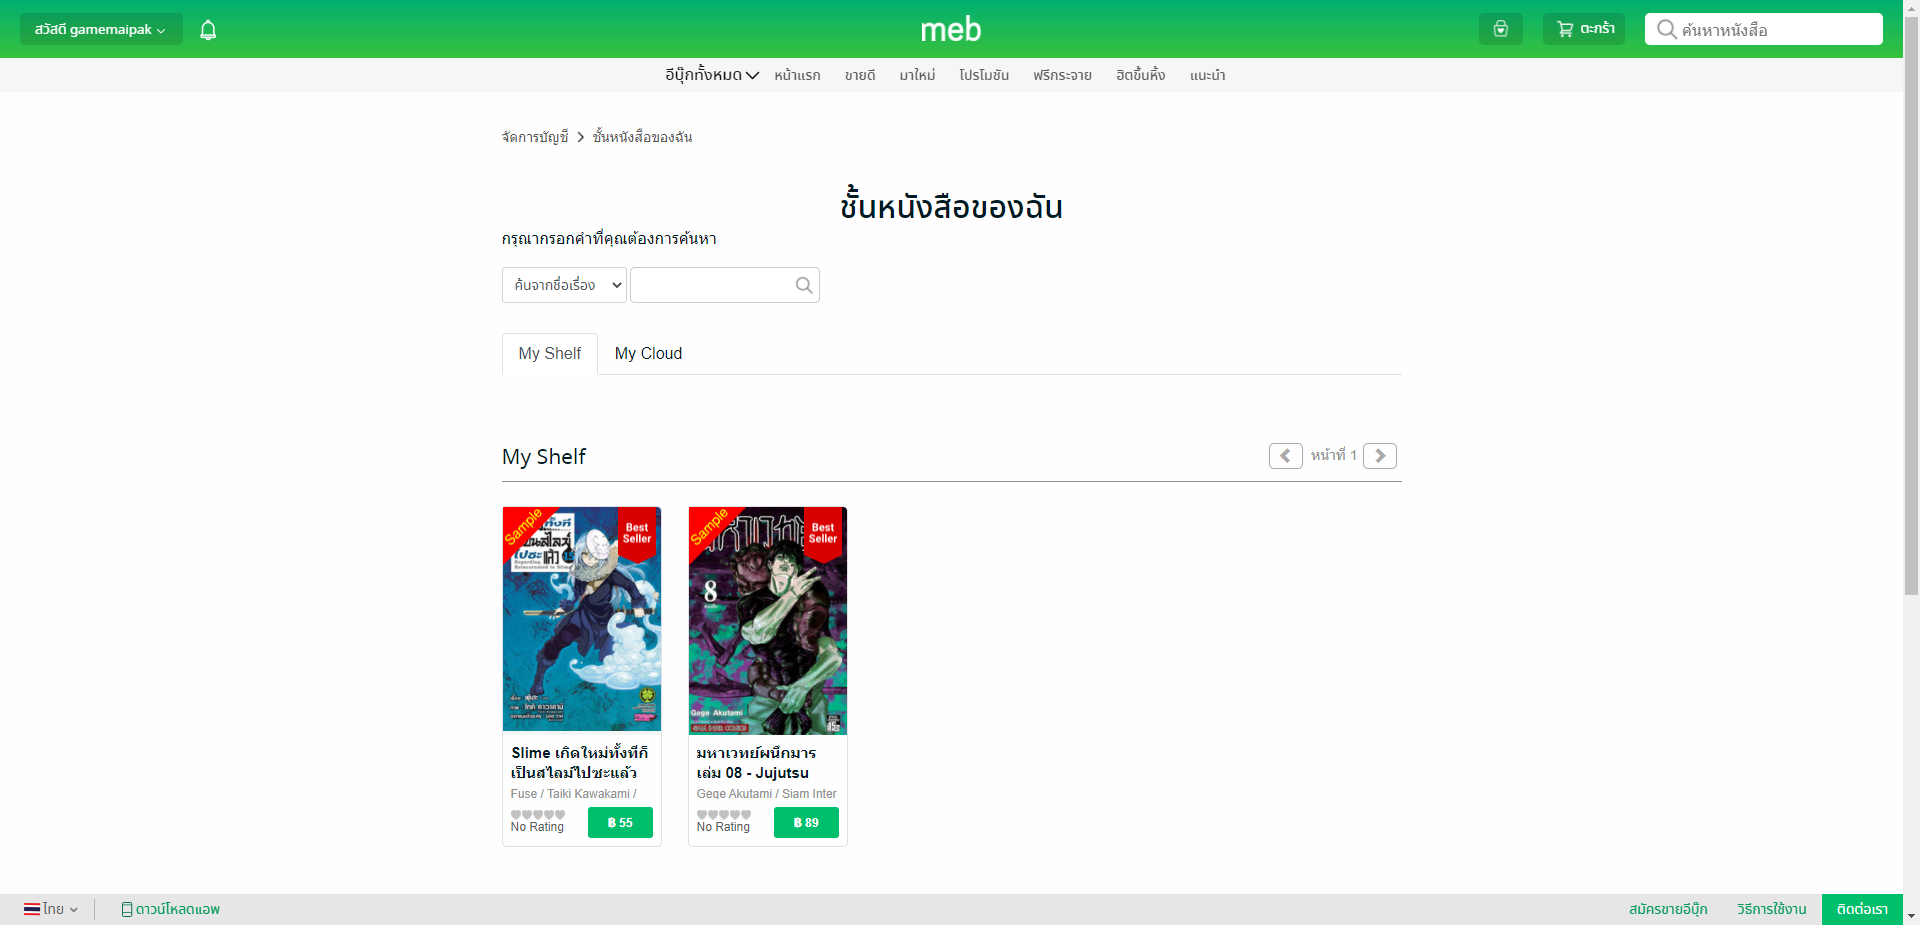 สวัสดี gamemaipak
meb
ตะกร้า
ค้นหาหนังสือ
อีบุ๊กทั้งหมด หน้าแรก ขายดี มาใหม่ โปรโมชัน ฟรีกระจาย ฮิตขึ้นหิ้ง แนะนำ
จัดการบัญชี ชั้นหนังสือของฉัน
ชั้นหนังสือของฉัน
กรุณากรอกคำที่คุณต้องการค้นหา
ค้นจากชื่อเรื่อง
My Shelf My Cloud
My Shelf
หน้าที่ 1
Sample
Best
Seller
แล้ว
Sample
Best
Seller
8
Gege Akutami
Slime เกิดใหม่ทั้งทีก็
เป็นสไลม์ไปซะแล้ว
Fuse / Taiki Kawakami /
No Rating
฿ 55
มหาเวทย์ผนึกมาร
เล่ม 08 - Jujutsu
Gege Akutami / Siam Inter
No Rating
฿ 89
ไทย
ดาวน์โหลดแอพ
สมัครขายอีบุ๊ก วิธีการใช้งาน ติดต่อเรา